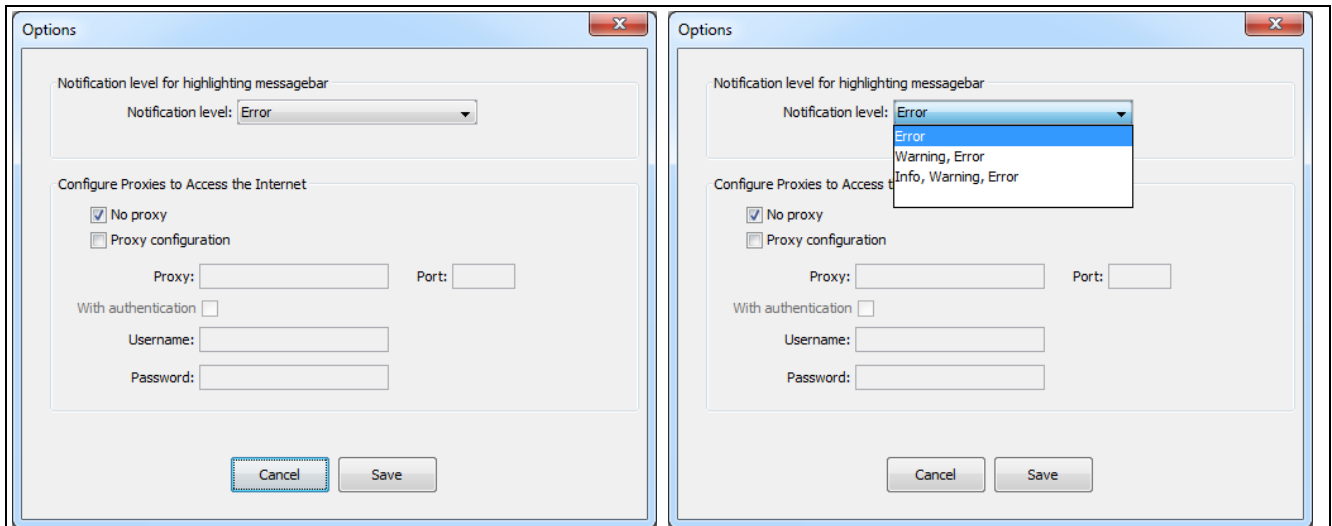 Options
Notification level for highlighting messagebar
Notification level: Error
Configure Proxies to Access the Internet
No proxy
Proxy configuration
Proxy: Port:
With authentication
Username:
Password:
Cancel Save
Options
Notification level for highlighting messagebar
Notification level: Error
Error
Warning, Error
Info, Warning, Error
Configure Proxies to Access
No proxy
Proxy configuration
Proxy: Port:
With authentication
Username:
Password:
Cancel Save